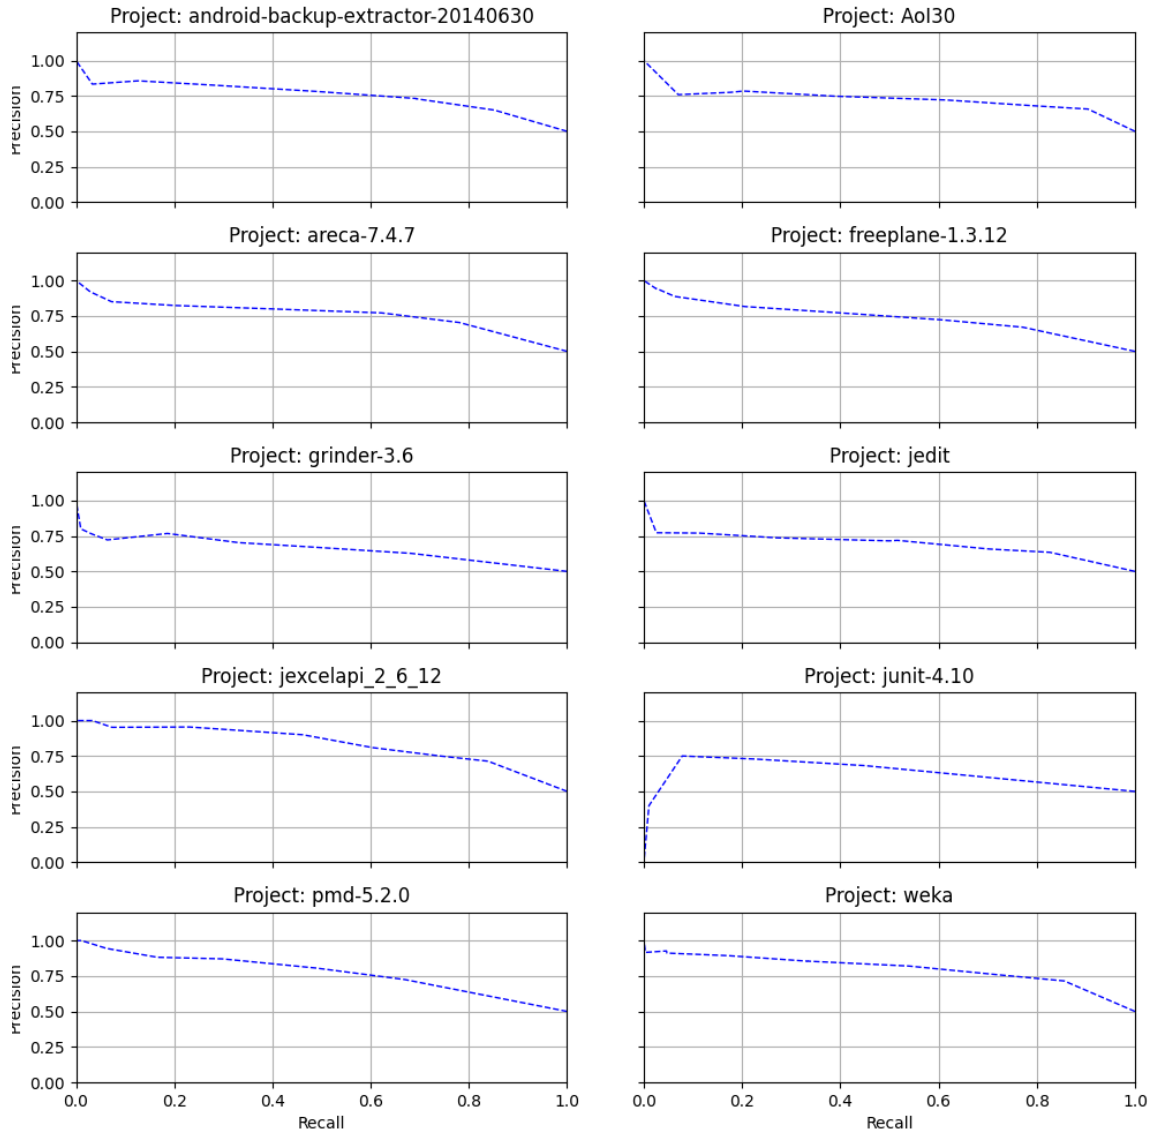 Project: android-backup-extractor-20140630
Project: AoI30
1.00
0.75
0.50
0.25
0.00
Precision
Project: areca-7.4.7
Project: freeplane-1.3.12
1.00
0.75
0.50
0.25
0.00
Precision
Project: grinder-3.6
Project: jedit
1.00
0.75
0.50
0.25
0.00
Precision
Project: jexcelapi_2_6_12
Project: junit-4.10
1.00
0.75
0.50
0.25
0.00
Precision
Project: pmd-5.2.0
Project: weka
1.00
0.75
0.50
0.25
0.00
Precision
0.0 0.2 0.4 0.6 0.8 1.0
Recall
0.0 0.2 0.4 0.6 0.8 1.0
Recall